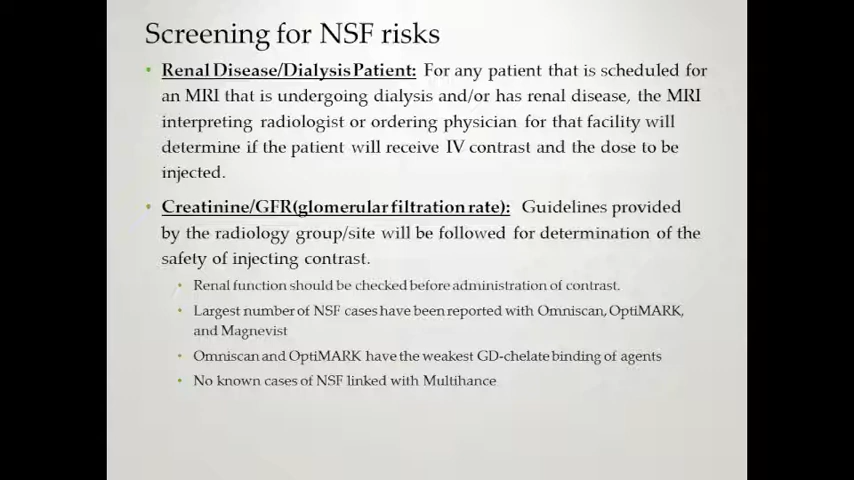 Screening for NSF risks
• Renal Disease/Dialysis Patient: For any patient that is scheduled for
an MRI that is undergoing dialysis and/or has renal disease, the MRI
interpreting radiologist or ordering physician for that facility will
determine if the patient will receive IV contrast and the dose to be
injected.
• Creatinine/GFR(glomerular filtration rate): Guidelines provided
by the radiology group/site will be followed for determination of the
safety of injecting contrast.
• Renal function should be checked before administration of contrast.
• Largest number of NSF cases have been reported with Omniscan, OptiMARK,
and Magnevist
• Omniscan and OptiMARK have the weakest GD-chelate binding of agents
• No known cases of NSF linked with Multihance